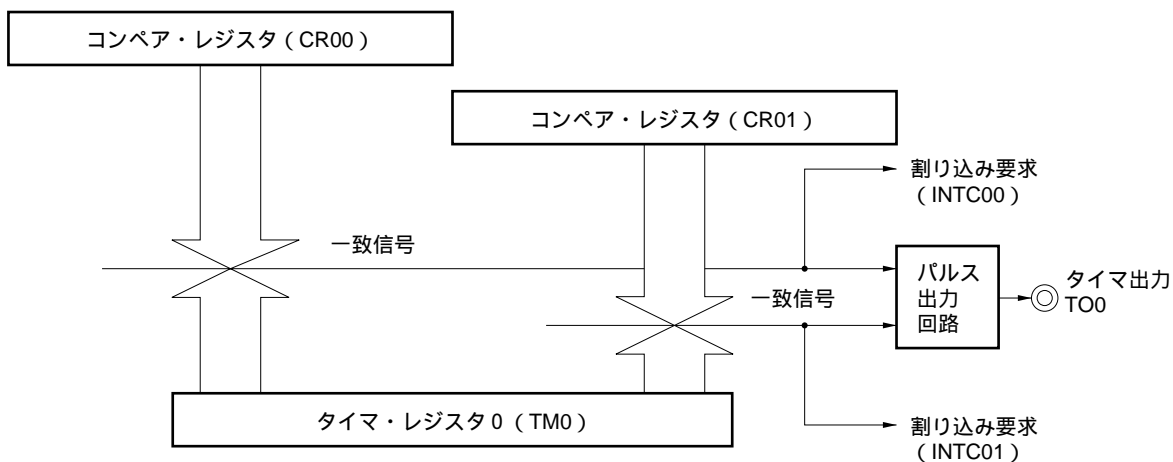 コンペア・レジスタ（CR00）
コンペア・レジスタ（CR01）
割り込み要求
（INTC00）
一致信号
パルス
出力
回路
タイマ出力
TO0
一致信号
タイマ・レジスタ0（TM0）
割り込み要求
（INTC01）